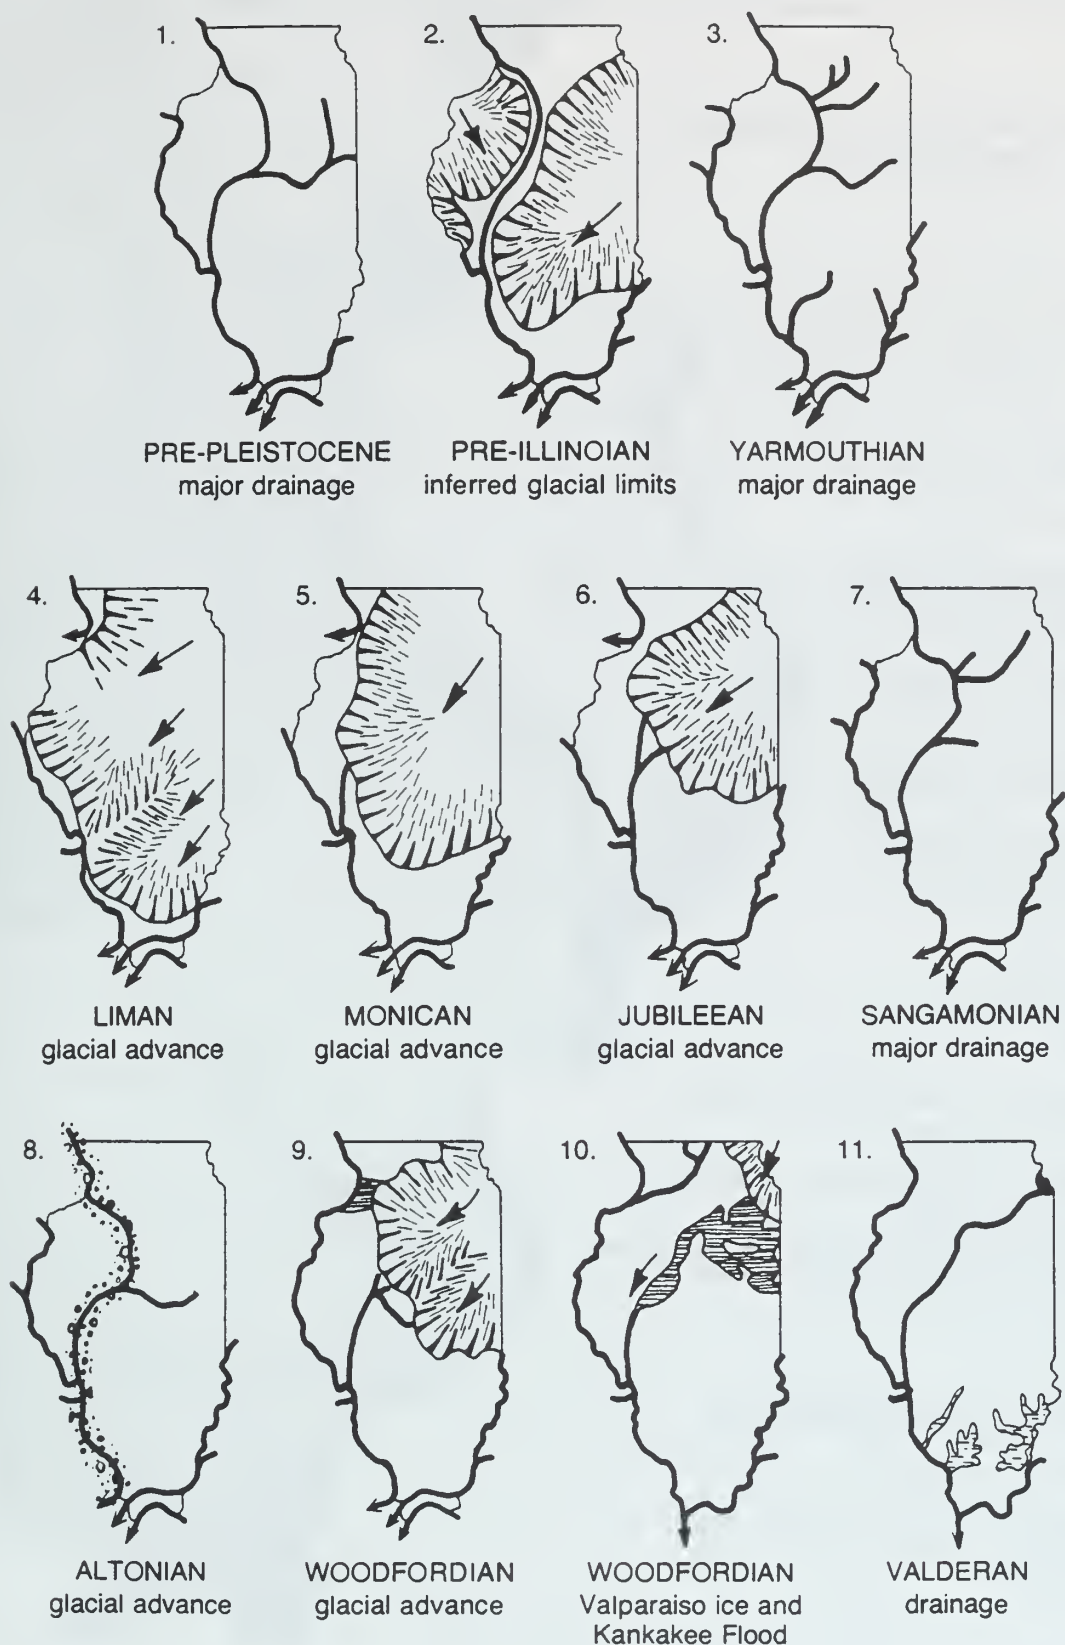 1.
2.
3.
PRE-PLEISTOCENE
major drainage
PRE-ILLINOIAN
inferred glacial limits
YARMOUTHIAN
major drainage
4.
5.
6.
7.
LIMAN
glacial advance
MONICAN
glacial advance
JUBILEEAN
glacial advance
SANGAMONIAN
major drainage
8.
9.
10.
11.
ALTONIAN
glacial advance
WOODFORDIAN
glacial advance
WOODFORDIAN
Valparaiso ice and
Kankakee Flood
VALDERAN
drainage